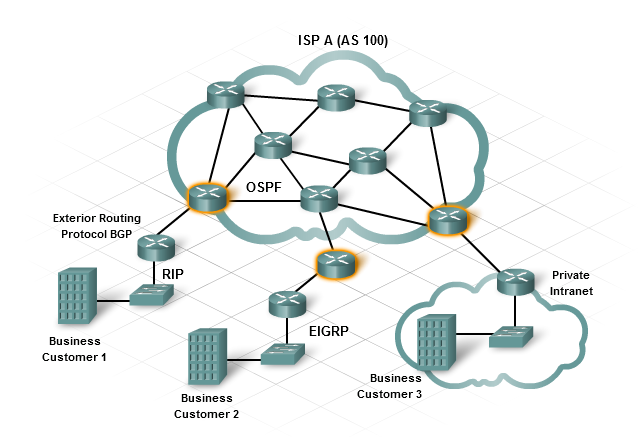 ISP A (AS 100)
OSPF
Exterior Routing
Protocol BGP
RIP
Private
Intranet
EIGRP
Business
Customer 1
Business
Customer 2
Business
Customer 3